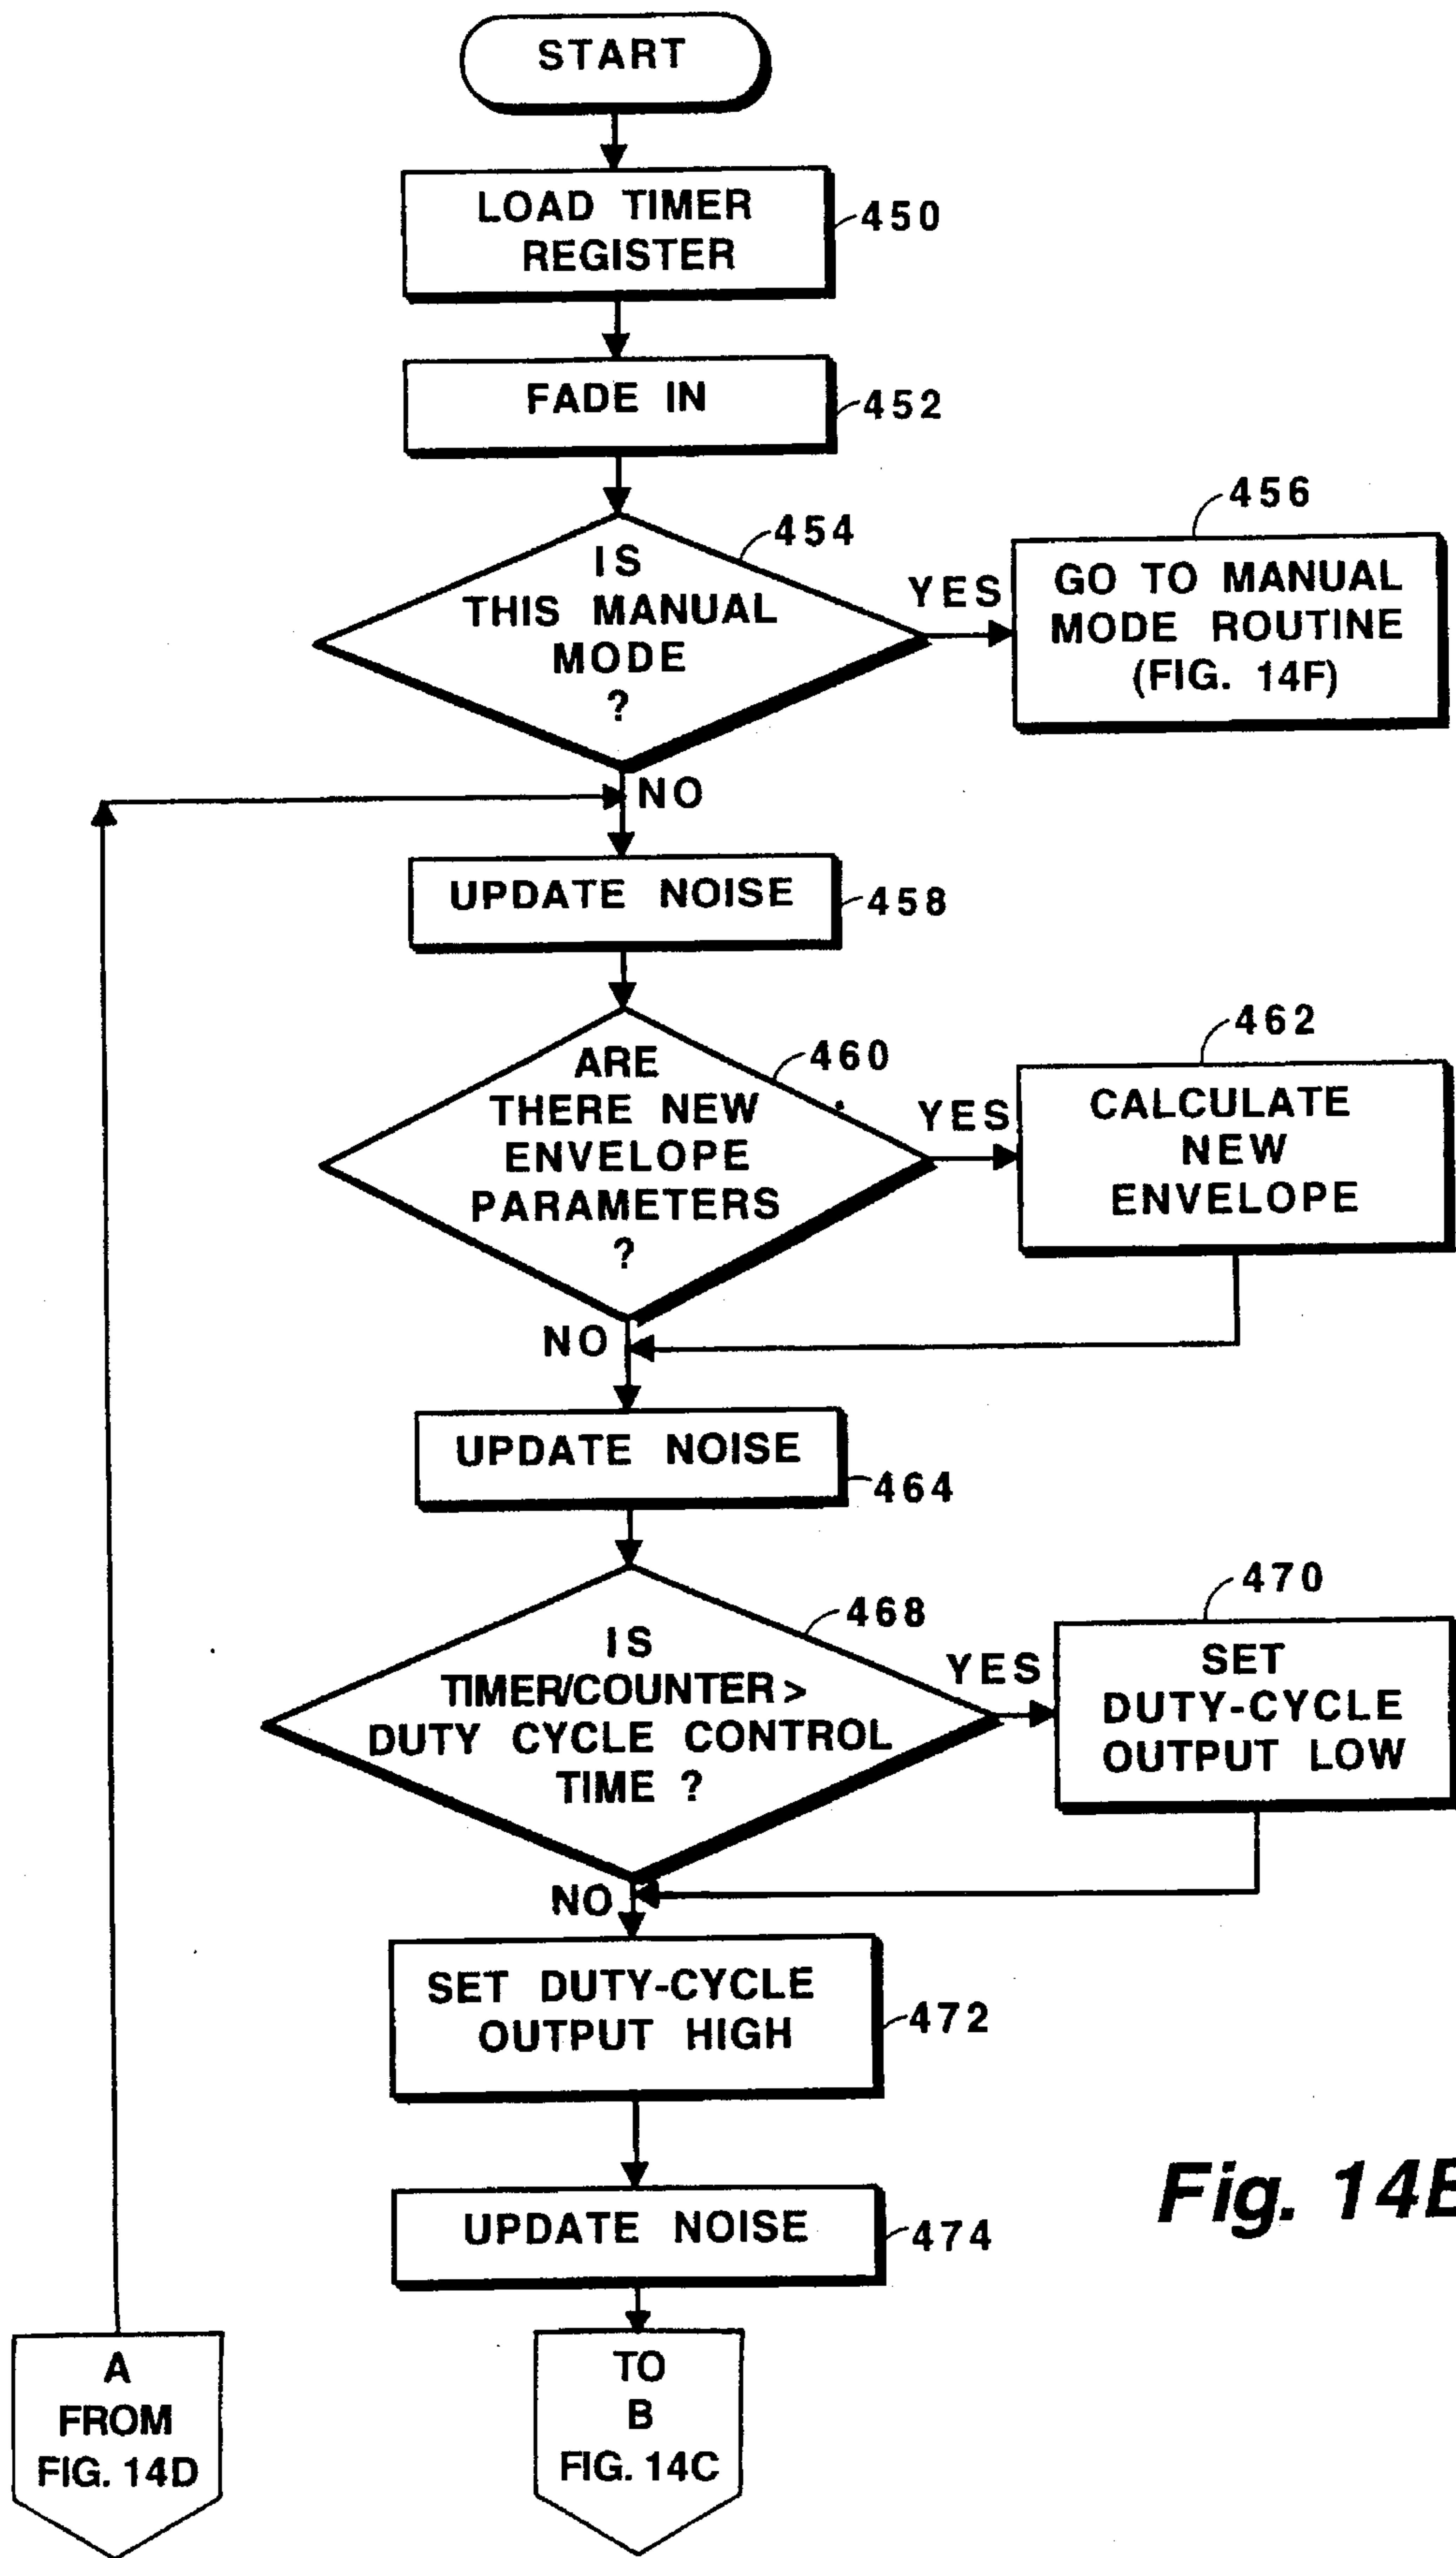 START
LOAD TIMER
REGISTER
450
FADE IN
452
454
IS
THIS MANUAL
MODE
?
YES
456
GO TO MANUAL
MODE ROUTINE
(FIG. 14F)
NO
UPDATE NOISE
458
460
ARE
THERE NEW
ENVELOPE
PARAMETERS
?
YES
462
CALCULATE
NEW
ENVELOPE
NO
UPDATE NOISE
464
468
IS
TIMER/COUNTER >
DUTY CYCLE CONTROL
TIME ?
YES
470
SET
DUTY-CYCLE
OUTPUT LOW
NO
SET DUTY-CYCLE
OUTPUT HIGH
472
UPDATE NOISE
474
Fig. 14B
A
FROM
FIG. 14D
TO
B
FIG. 14C